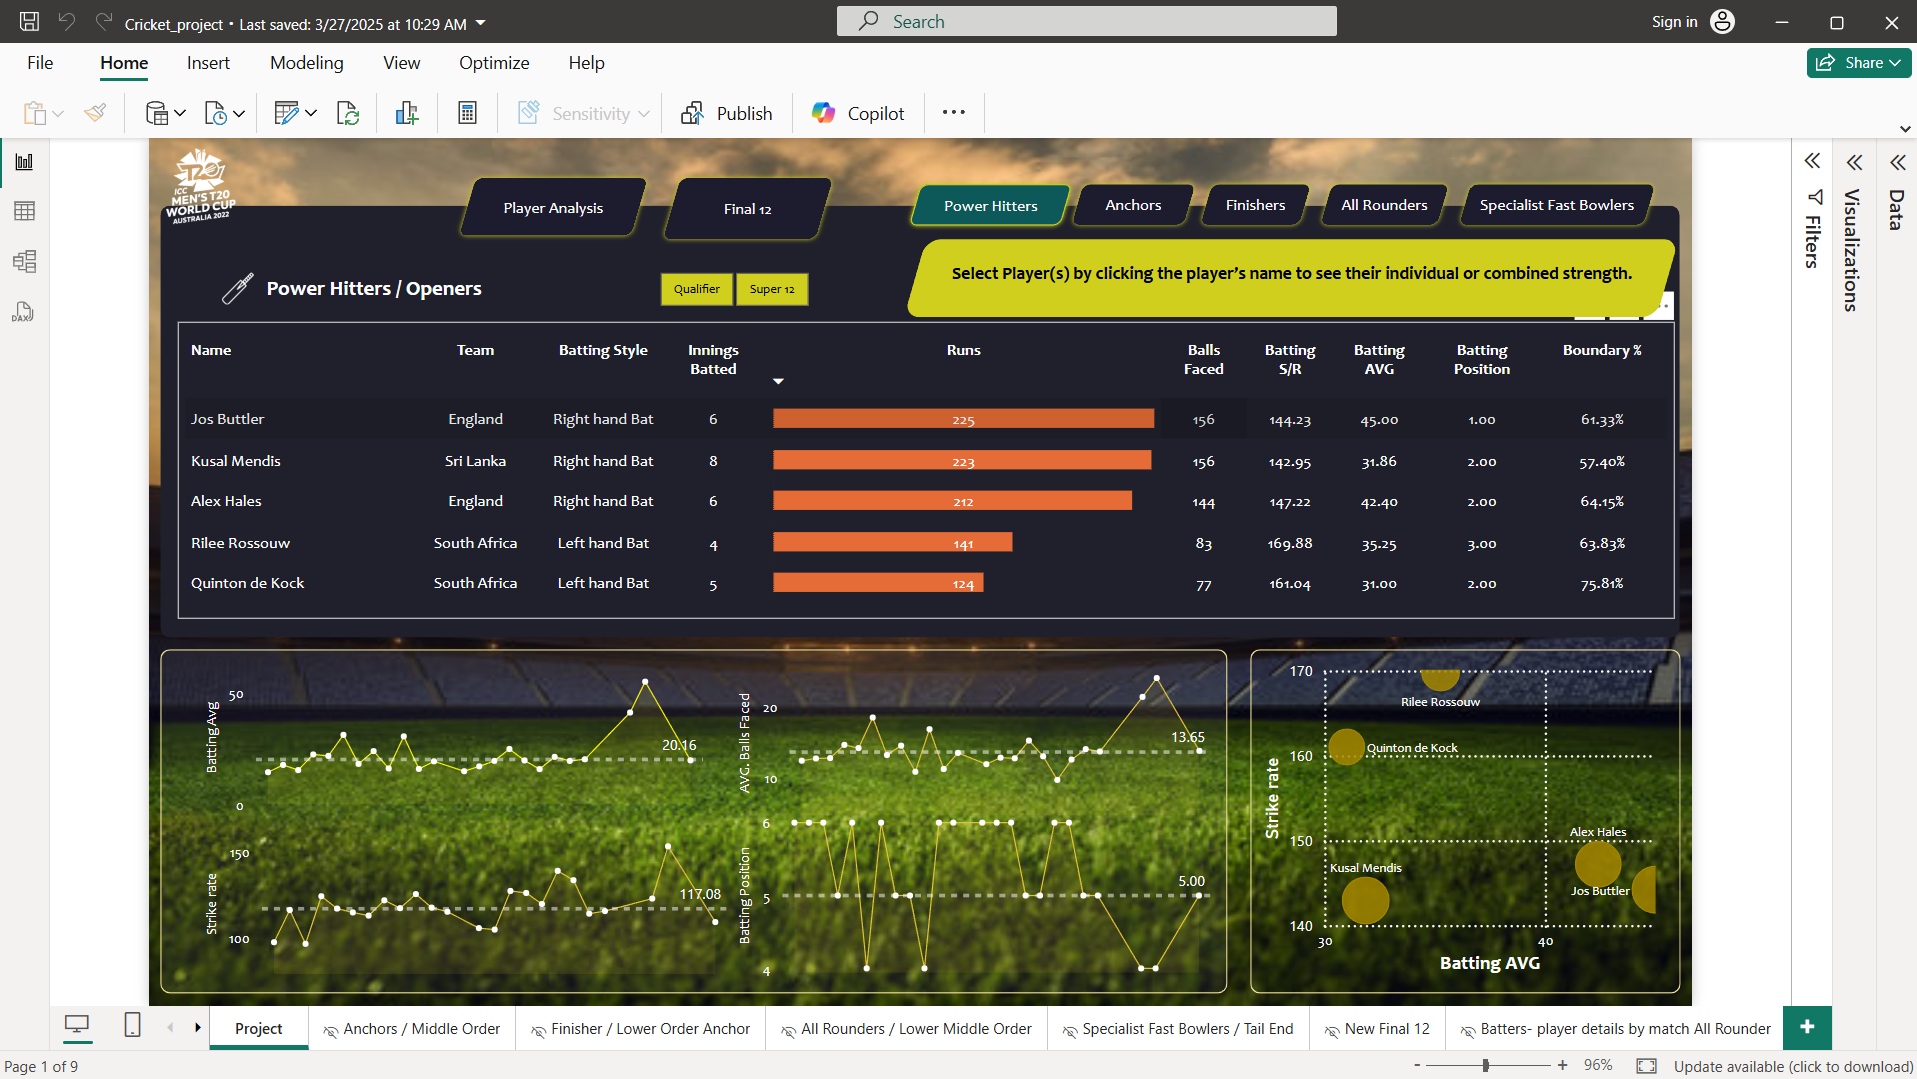 Cricket_project • Last saved: 3/27/2025 at 10:29 AM
Search
Sign in
File Home Insert Modeling View Optimize Help
Share
Sensitivity
Publish
Copilot
ICC
MEN'S T20
WORLD CUP
AUSTRALIA 2022
Player Analysis
Final 12
Power Hitters
Anchors
Finishers
All Rounders
Specialist Fast Bowlers
Select Player(s) by clicking the player's name to see their individual or combined strength.
Power Hitters / Openers
Qualifier
Super 12
Name Team Batting Style Innings Batted Runs Balls Faced Batting S/R Batting AVG Batting Position Boundary %
Jos Buttler England Right hand Bat 6 225 156 144.23 45.00 1.00 61.33%
Kusal Mendis Sri Lanka Right hand Bat 8 223 156 142.95 31.86 2.00 57.40%
Alex Hales England Right hand Bat 6 212 144 147.22 42.40 2.00 64.15%
Rilee Rossouw South Africa Left hand Bat 4 141 83 169.88 35.25 3.00 63.83%
Quinton de Kock South Africa Left hand Bat 5 124 77 161.04 31.00 2.00 75.81%
Batting Avg
50
0
20.16
AVG. Balls Faced
20
10
13.65
Strike rate
150
100
117.08
Batting Position
6
5
4
5.00
Strike rate
170
160
150
140
Rilee Rossouw
Quinton de Kock
Alex Hales
Kusal Mendis
Jos Buttler
30
40
Batting AVG
Filters
Visualizations
Data
DAX
Project
Anchors / Middle Order
Finisher / Lower Order Anchor
All Rounders / Lower Middle Order
Specialist Fast Bowlers / Tail End
New Final 12
Batters- player details by match All Rounder
Page 1 of 9
- + 96%
Update available (click to download)